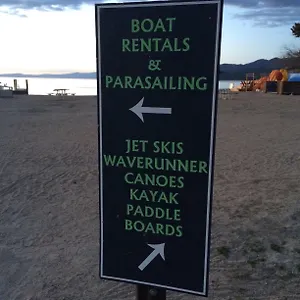 BOAT
RENTALS
&
PARASAILING
JET SKIS
WAVERUNNER
CANOES
KAYAK
PADDLE
BOARDS